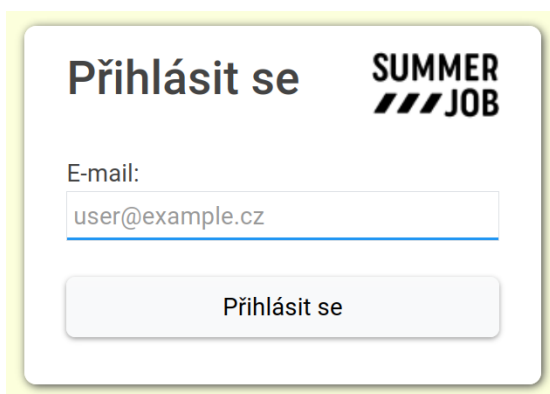 Přihlásit se
SUMMER
JOB
E-mail:
user@example.cz
Přihlásit se